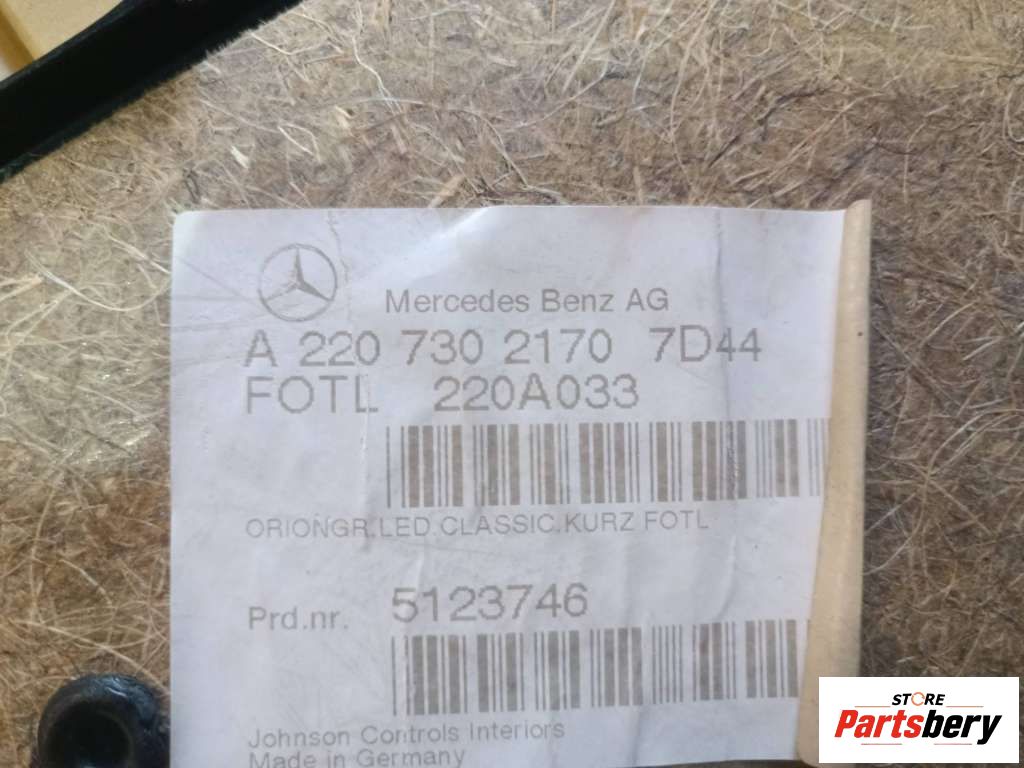 Mercedes Benz AG
A 220 730 2170 7D44
FOTL 220A033
ORIONGR.LED.CLASSIC.KURZ FOTL
Prd.nr. 5123746
Johnson Controls Interiors
Made in Germany
STORE
Partsbery